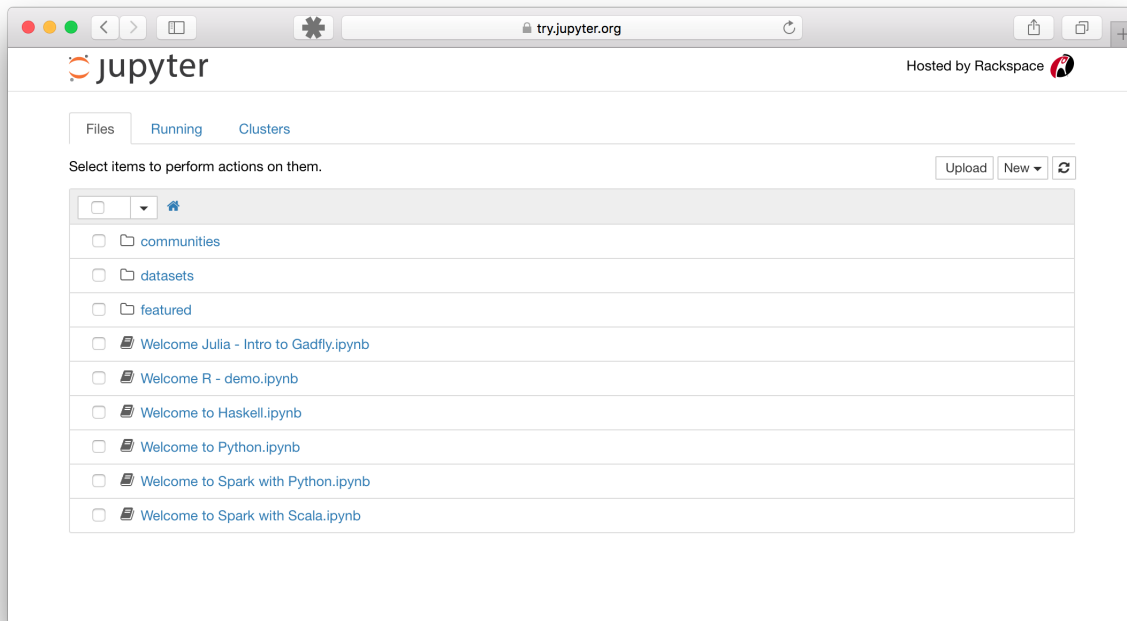 try.jupyter.org
jupyter
Hosted by Rackspace
Files Running Clusters
Select items to perform actions on them.
Upload New
communities
datasets
featured
Welcome Julia - Intro to Gadfly.ipynb
Welcome R - demo.ipynb
Welcome to Haskell.ipynb
Welcome to Python.ipynb
Welcome to Spark with Python.ipynb
Welcome to Spark with Scala.ipynb